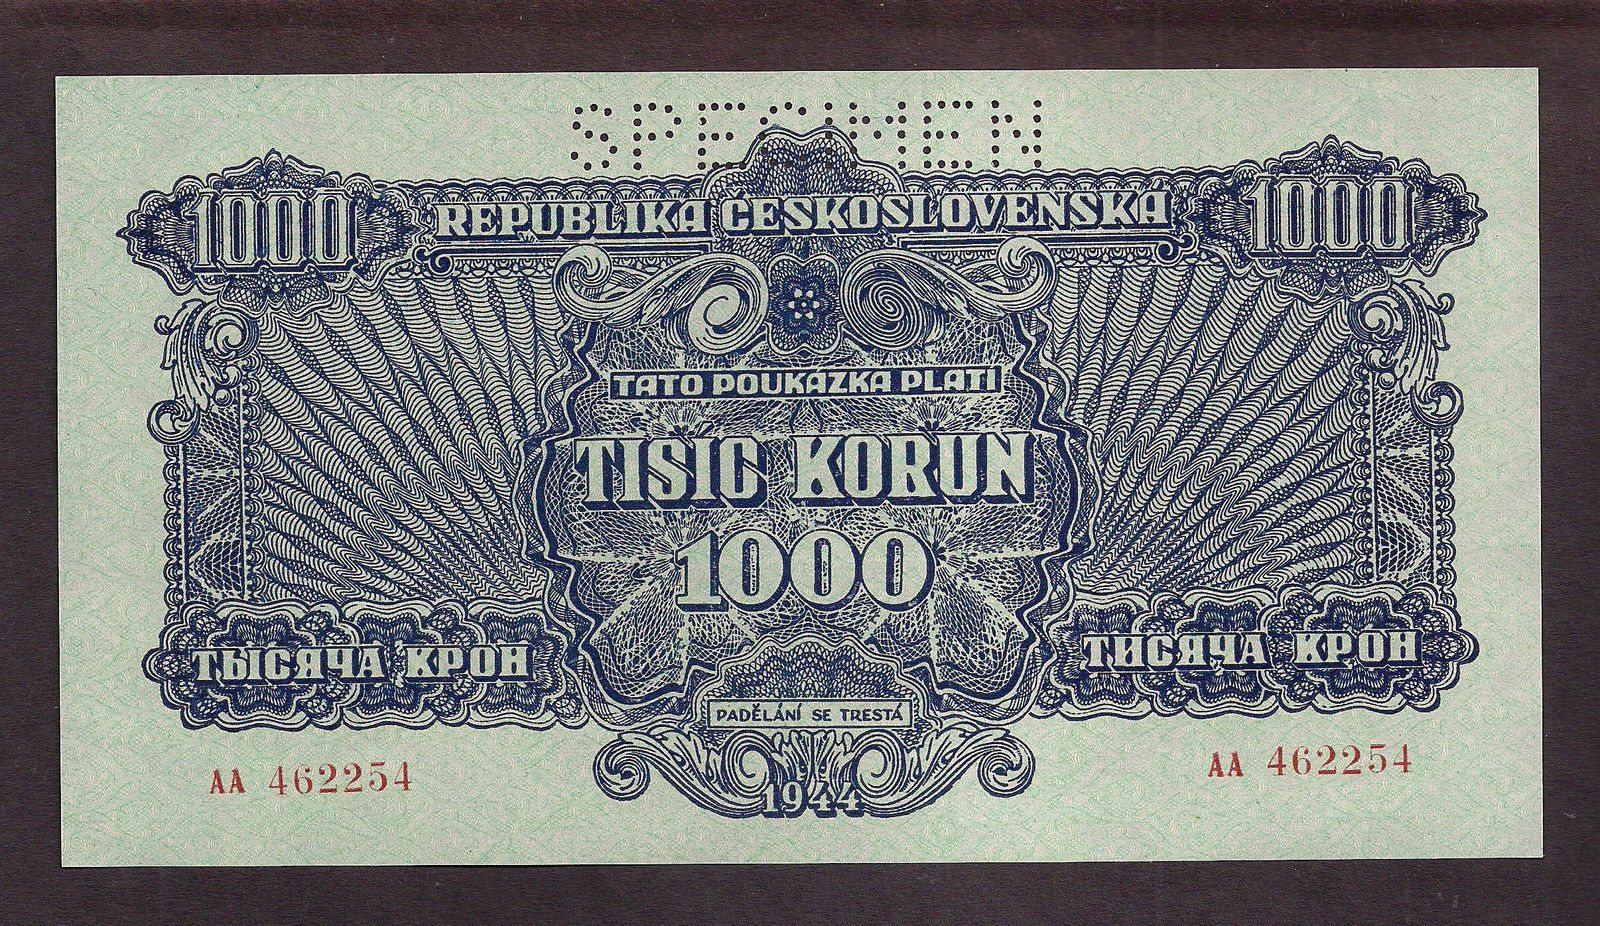 SPECIMEN
1000 REPUBLIKA ČESKOSLOVENSKÁ 1000
TATO POUKÁZKA PLATÍ
TISIC KORUN
1000
ТЫСЯЧА КРОН ТИСЯЧА КРОН
PADĚLÁNÍ SE TRESTÁ
AA 462254 AA 462254
1944